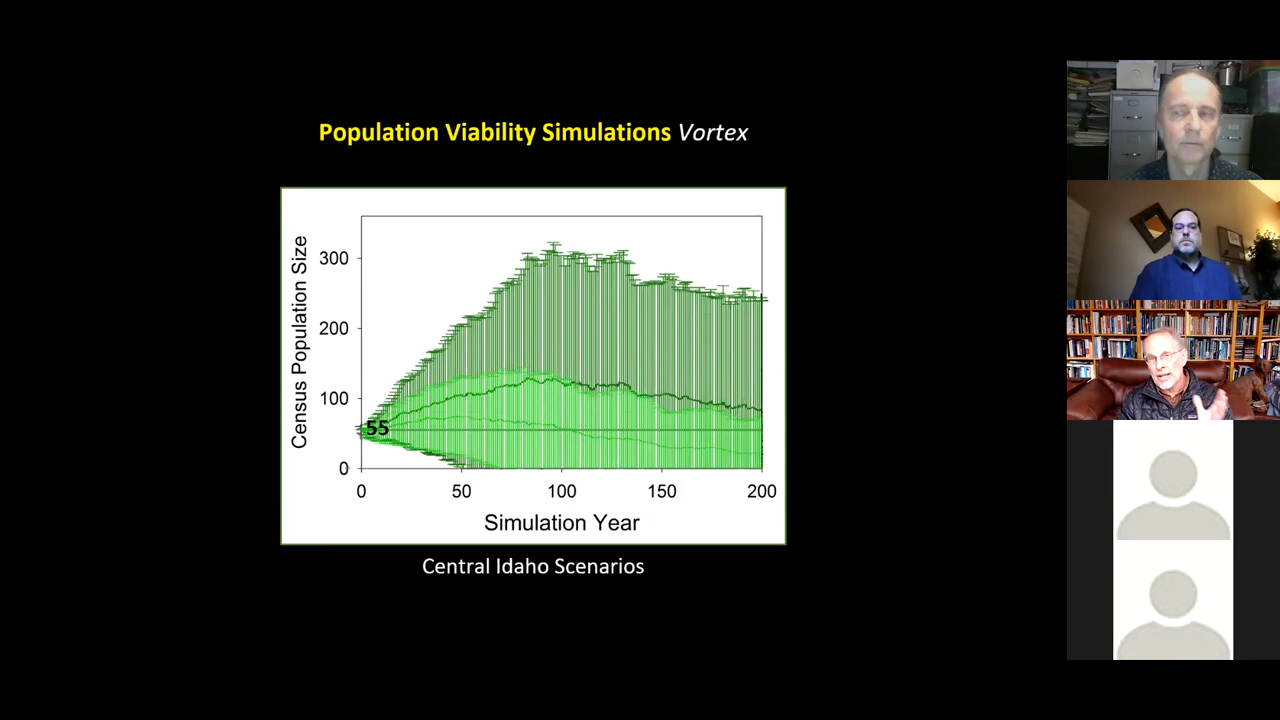 Population Viability Simulations Vortex
Census Population Size
300
200
100
0
55
0 50 100 150 200
Simulation Year
Central Idaho Scenarios